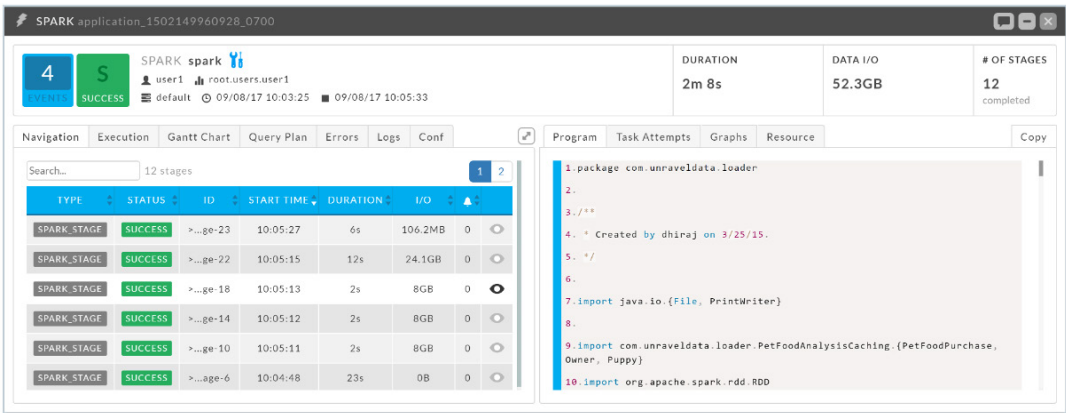 SPARK application_1502149960928_0700
4 EVENTS
S SUCCESS
SPARK spark
user1 root.users.user1
default 09/08/17 10:03:25 09/08/17 10:05:33
DURATION
2m 8s
DATA I/O
52.3GB
# OF STAGES
12
completed
Navigation Execution Gantt Chart Query Plan Errors Logs Conf
Search... 12 stages 1 2
TYPE STATUS ID START TIME DURATION I/O
SPARK_STAGE SUCCESS >...ge-23 10:05:27 6s 106.2MB 0
SPARK_STAGE SUCCESS >...ge-22 10:05:15 12s 24.1GB 0
SPARK_STAGE SUCCESS >...ge-18 10:05:13 2s 8GB 0
SPARK_STAGE SUCCESS >...ge-14 10:05:12 2s 8GB 0
SPARK_STAGE SUCCESS >...ge-10 10:05:11 2s 8GB 0
SPARK_STAGE SUCCESS >...age-6 10:04:48 23s 0B 0
Program Task Attempts Graphs Resource Copy
1.package com.unraveldata.loader
2.
3./**
4. * Created by dhiraj on 3/25/15.
5. */
6.
7.import java.io.{File, PrintWriter}
8.
9.import com.unraveldata.loader.PetFoodAnalysisCaching.{PetFoodPurchase,
Owner, Puppy}
10.import org.apache.spark.rdd.RDD